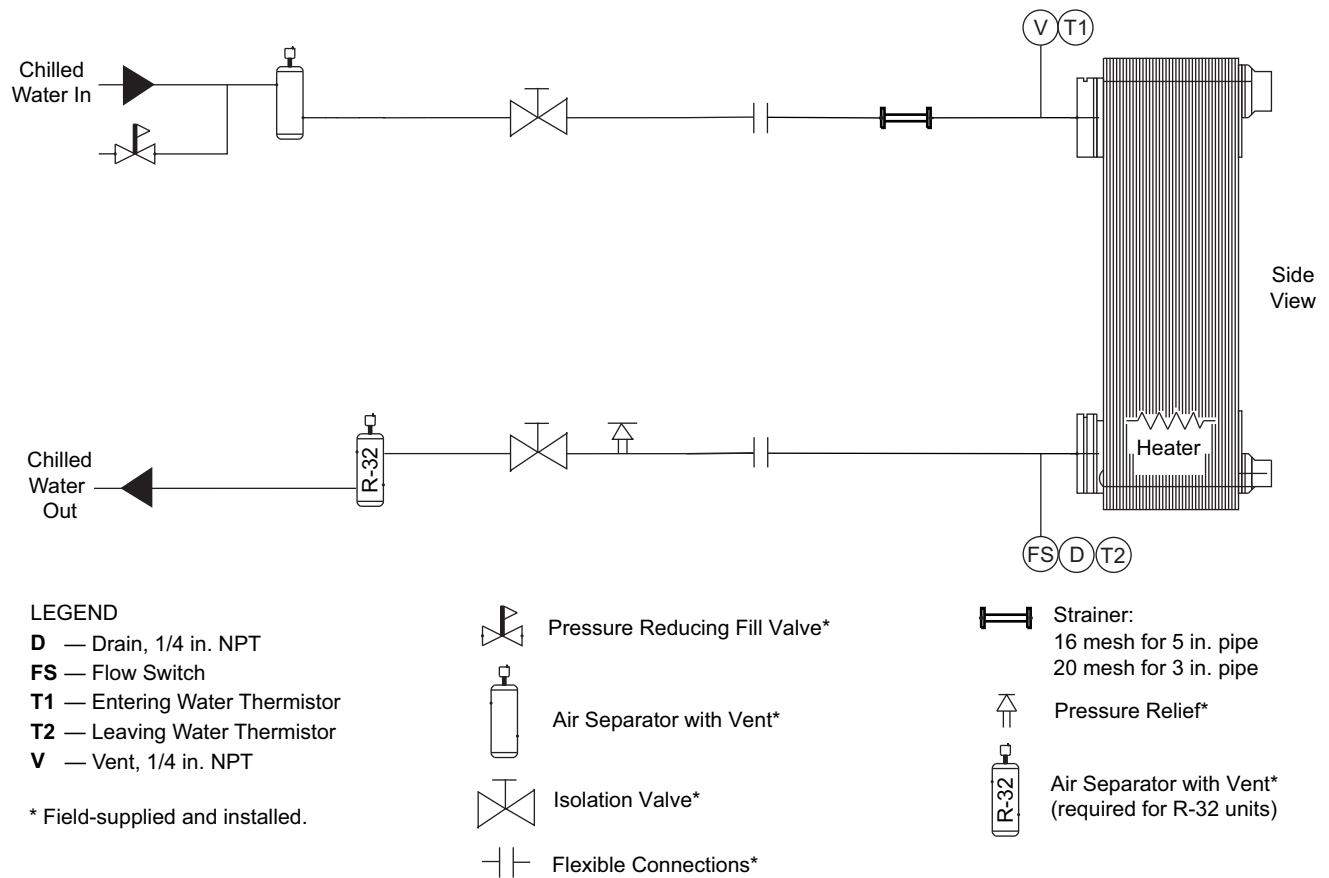 Chilled
Water In
V
T1
Side
View
Chilled
Water
Out
R-32
Heater
FS
D
T2
LEGEND
D — Drain, 1/4 in. NPT
FS — Flow Switch
T1 — Entering Water Thermistor
T2 — Leaving Water Thermistor
V — Vent, 1/4 in. NPT
* Field-supplied and installed.
Pressure Reducing Fill Valve*
Air Separator with Vent*
Isolation Valve*
Flexible Connections*
Strainer:
16 mesh for 5 in. pipe
20 mesh for 3 in. pipe
Pressure Relief*
R-32
Air Separator with Vent*
(required for R-32 units)